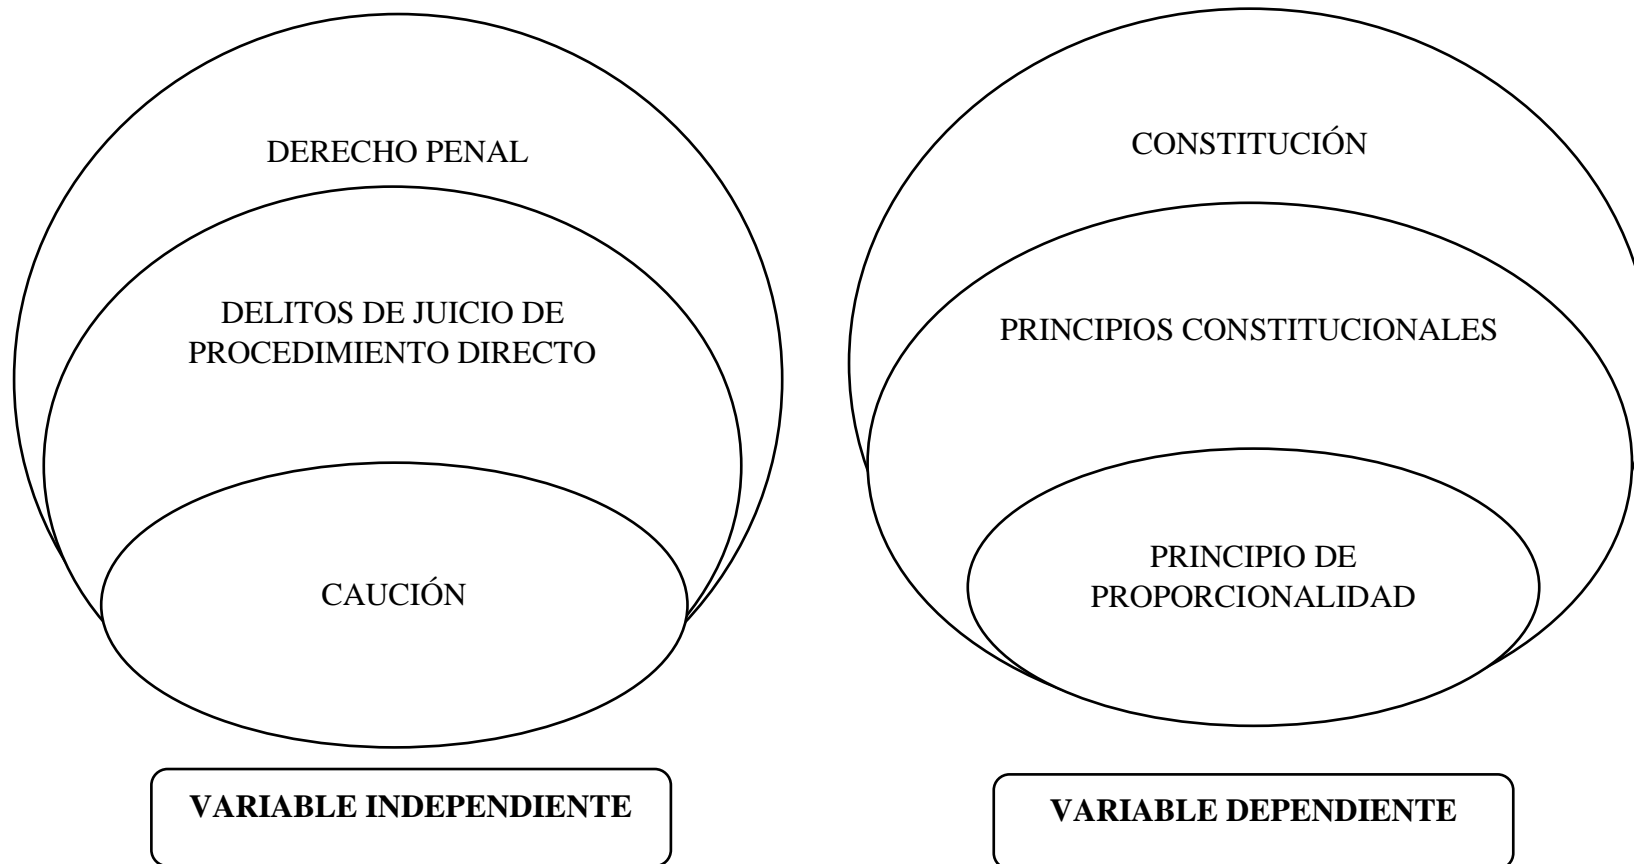 DERECHO PENAL
DELITOS DE JUICIO DE
PROCEDIMIENTO DIRECTO
CAUCIÓN
VARIABLE INDEPENDIENTE
CONSTITUCIÓN
PRINCIPIOS CONSTITUCIONALES
PRINCIPIO DE
PROPORCIONALIDAD
VARIABLE DEPENDIENTE